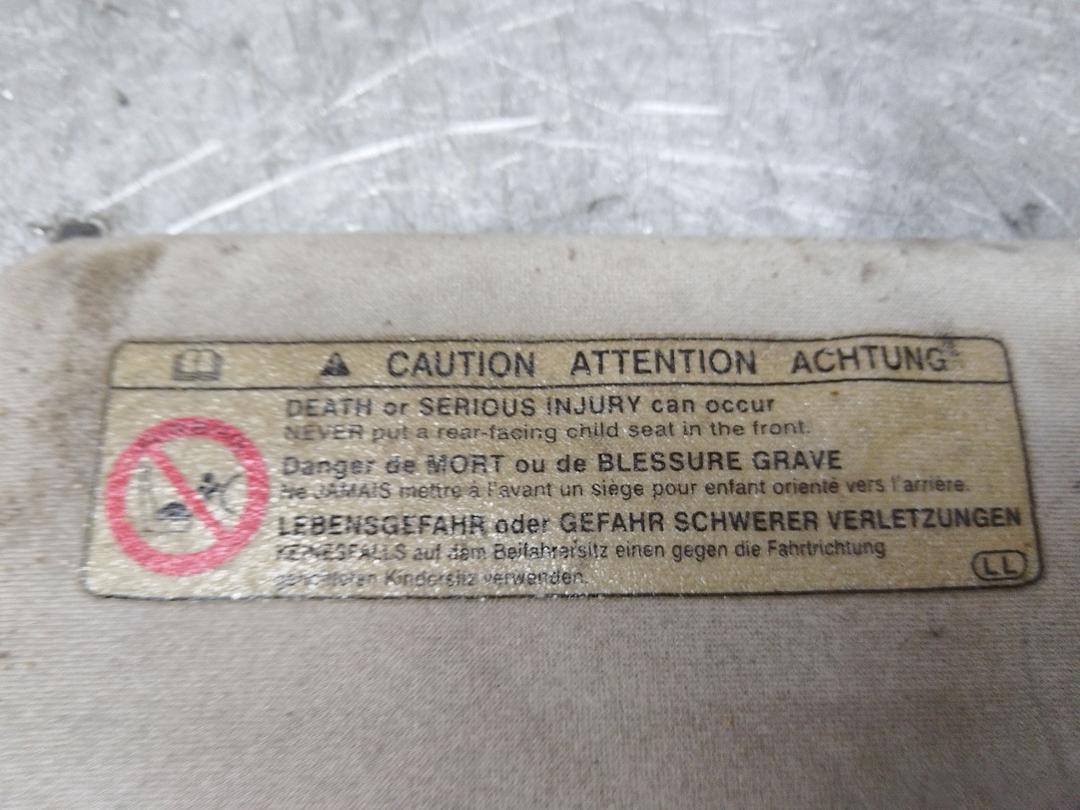 CAUTION ATTENTION ACHTUNG
DEATH or SERIOUS INJURY can occur
NEVER put a rear-facing child seat in the front.
Danger de MORT ou de BLESSURE GRAVE
Ne JAMAIS mettre à l'avant un siège pour enfant orienté vers l'arrière.
LEBENSGEFAHR oder GEFAHR SCHWERER VERLETZUNGEN
KEINESFALLS auf dem Beifahrersitz einen gegen die Fahrtrichtung
Kindersitz verwenden.
LL